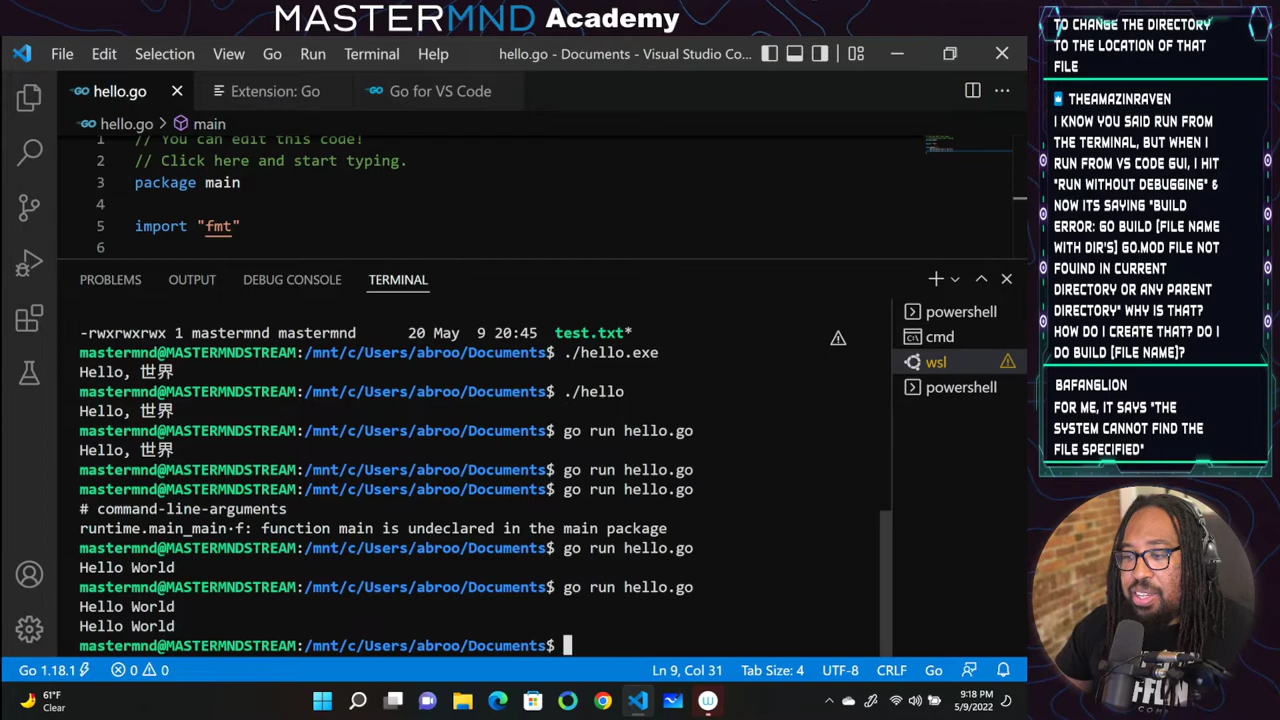 MASTERMND Academy
File Edit Selection View Go Run Terminal Help hello.go - Documents - Visual Studio Co...
hello.go Extension: Go Go for VS Code
hello.go > main
1 // You can edit this code!
2 // Click here and start typing.
3 package main
4
5 import "fmt"
6
PROBLEMS OUTPUT DEBUG CONSOLE TERMINAL
-rwxrwxrwx 1 mastermnd mastermnd 20 May 9 20:45 test.txt*
mastermnd@MASTERMNDSTREAM:/mnt/c/Users/abroo/Documents$ ./hello.exe
Hello, 世界
mastermnd@MASTERMNDSTREAM:/mnt/c/Users/abroo/Documents$ ./hello
Hello, 世界
mastermnd@MASTERMNDSTREAM:/mnt/c/Users/abroo/Documents$ go run hello.go
Hello, 世界
mastermnd@MASTERMNDSTREAM:/mnt/c/Users/abroo/Documents$ go run hello.go
mastermnd@MASTERMNDSTREAM:/mnt/c/Users/abroo/Documents$ go run hello.go
# command-line-arguments
runtime.main_main·f: function main is undeclared in the main package
mastermnd@MASTERMNDSTREAM:/mnt/c/Users/abroo/Documents$ go run hello.go
Hello World
mastermnd@MASTERMNDSTREAM:/mnt/c/Users/abroo/Documents$ go run hello.go
Hello World
Hello World
mastermnd@MASTERMNDSTREAM:/mnt/c/Users/abroo/Documents$
powershell
cmd
wsl
powershell
Go 1.18.1 0 0 Ln 9, Col 31 Tab Size: 4 UTF-8 CRLF Go
61°F
Clear
9:18 PM
5/9/2022
TO CHANGE THE DIRECTORY
TO THE LOCATION OF THAT
FILE
THEAMAZINRAVEN
I KNOW YOU SAID RUN FROM
THE TERMINAL, BUT WHEN I
RUN FROM VS CODE GUI, I HIT
"RUN WITHOUT DEBUGGING" &
NOW ITS SAYING "BUILD
ERROR: GO BUILD [FILE NAME
WITH DIR'S] GO.MOD FILE NOT
FOUIND IN CURRENT
DIRECTORY OR ANY PARENT
DIRECTORY" WHY IS THAT?
HOW DO I CREATE THAT? DO I
DO BUILD [FILE NAME]?
BAFANGLION
FOR ME, IT SAYS "THE
SYSTEM CANNOT FIND THE
FILE SPECIFIED"